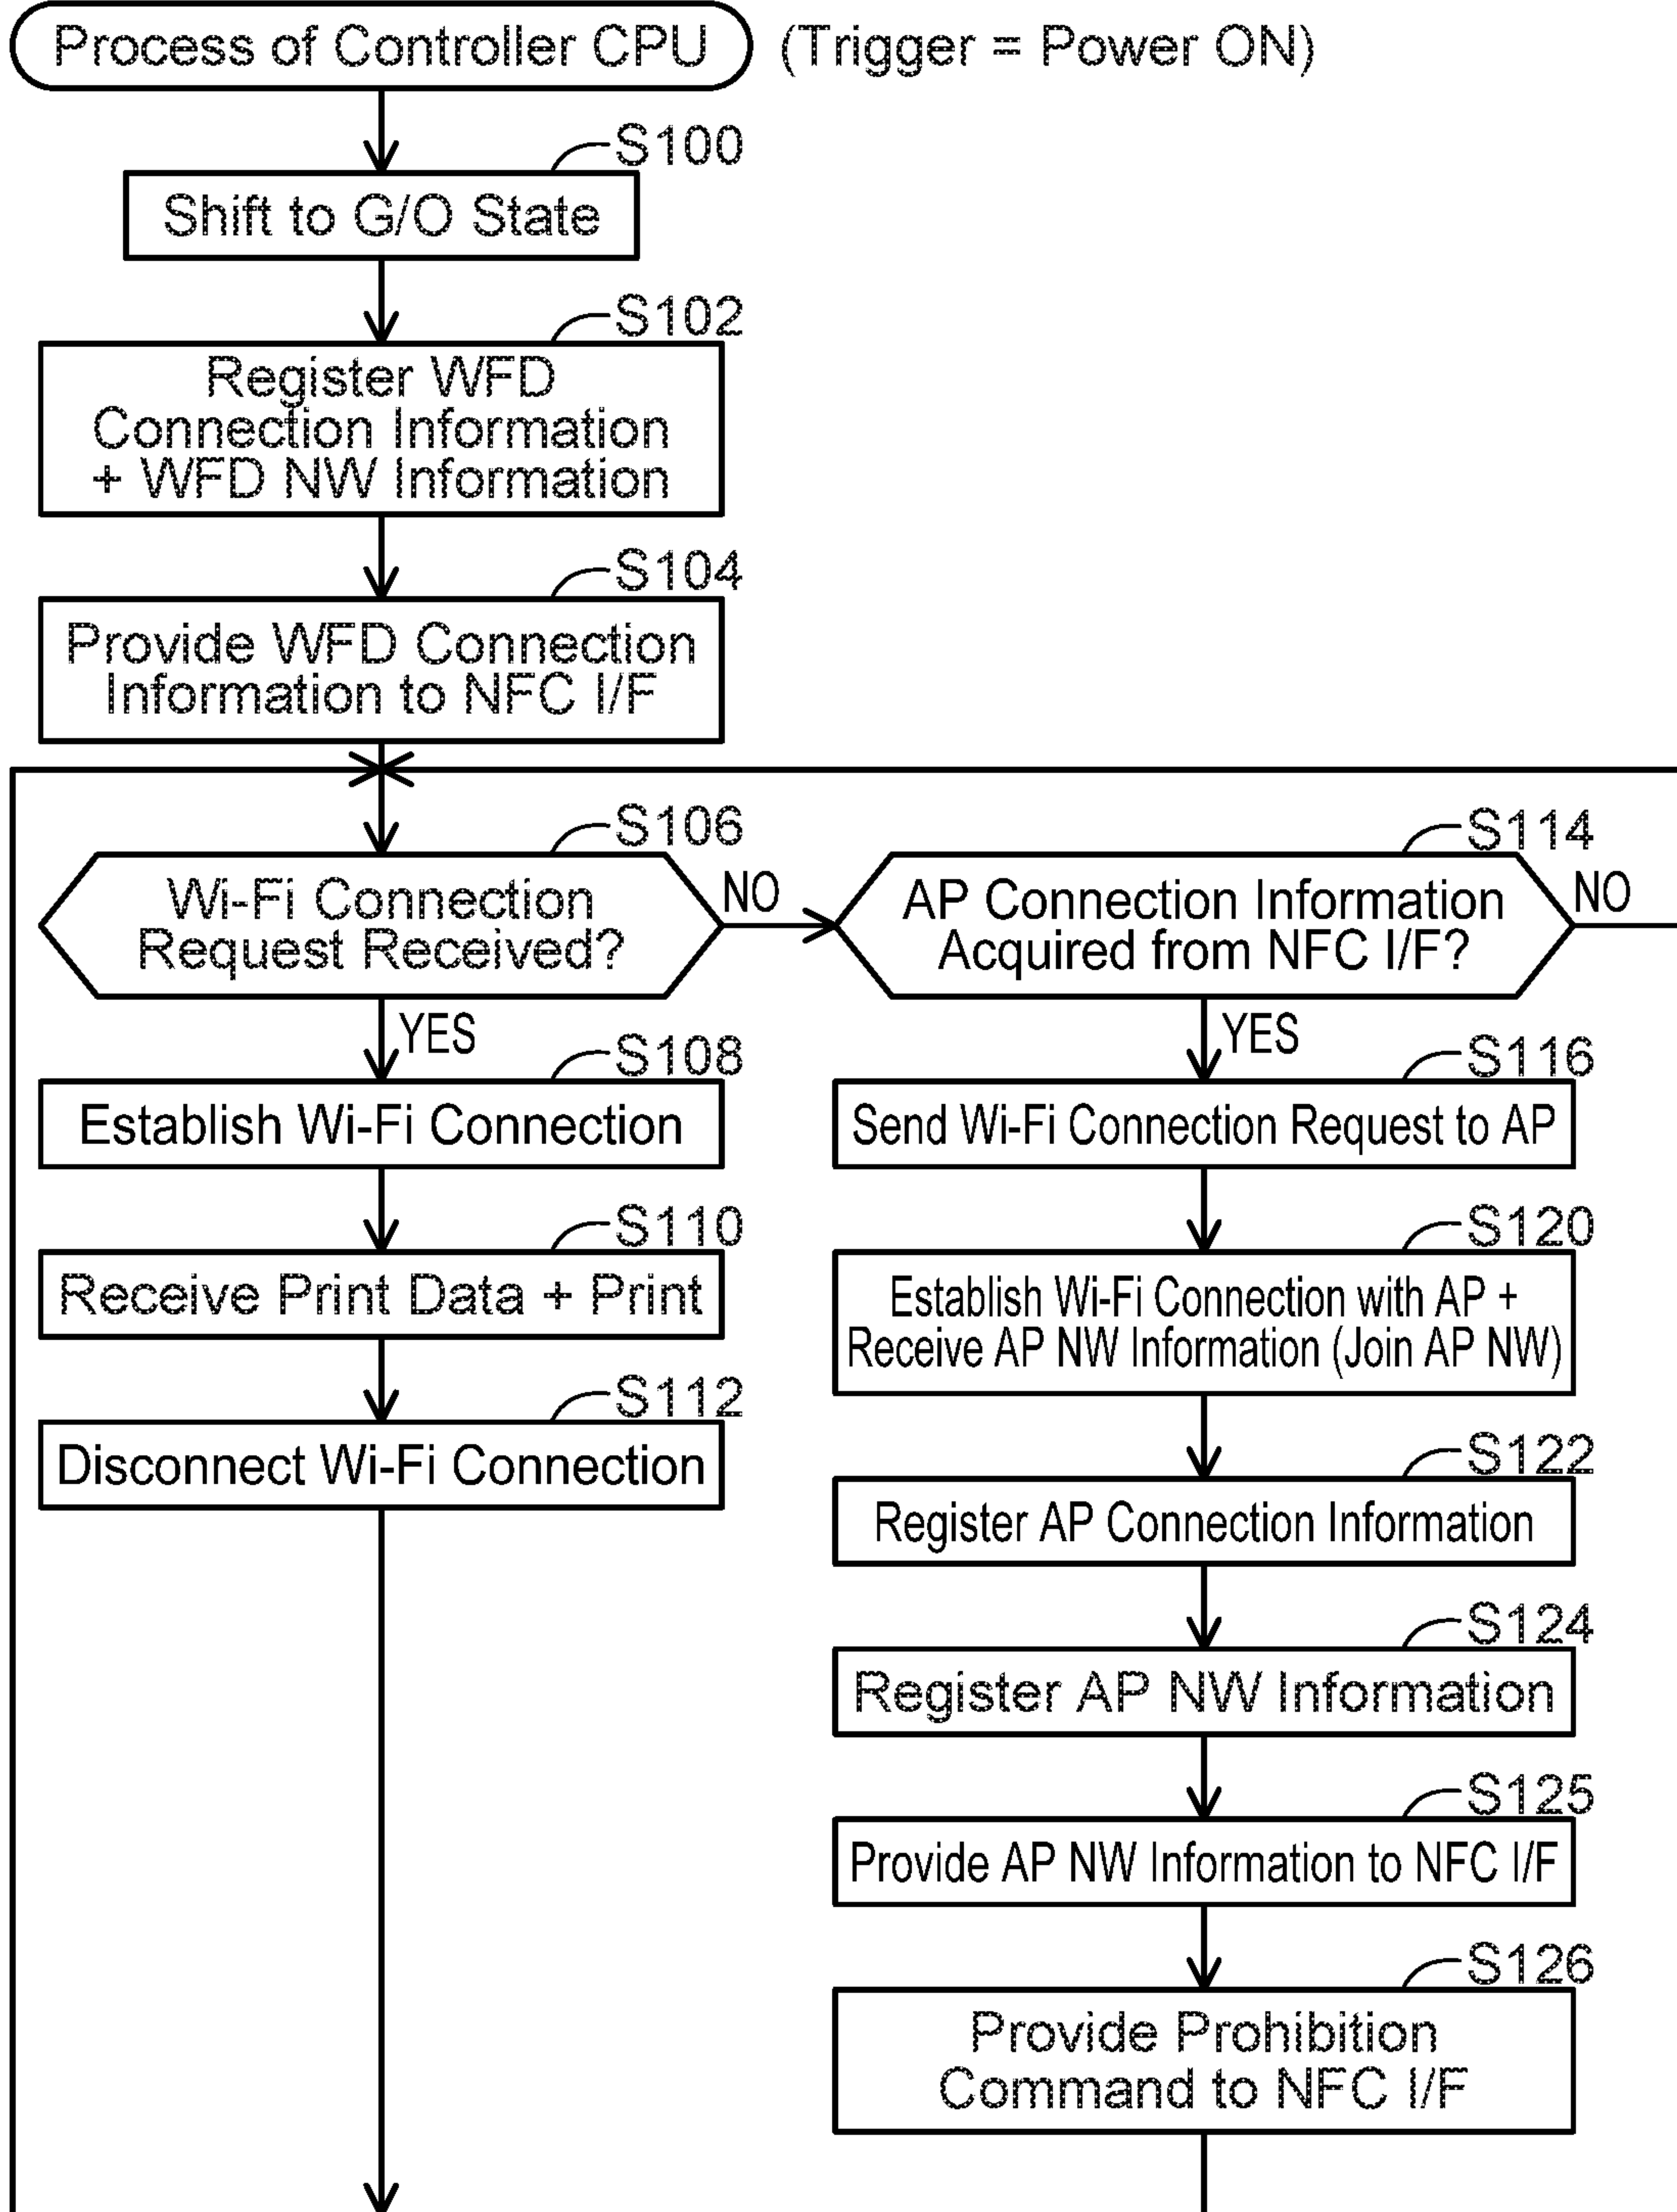 Process of Controller CPU (Trigger = Power ON)
S100
Shift to G/O State
S102
Register WFD
Connection Information
+ WFD NW Information
S104
Provide WFD Connection
Information to NFC I/F
S106
Wi-Fi Connection
Request Received?
NO
YES
S108
Establish Wi-Fi Connection
S110
Receive Print Data + Print
S112
Disconnect Wi-Fi Connection
S114
AP Connection Information
Acquired from NFC I/F?
NO
YES
S116
Send Wi-Fi Connection Request to AP
S120
Establish Wi-Fi Connection with AP +
Receive AP NW Information (Join AP NW)
S122
Register AP Connection Information
S124
Register AP NW Information
S125
Provide AP NW Information to NFC I/F
S126
Provide Prohibition
Command to NFC I/F